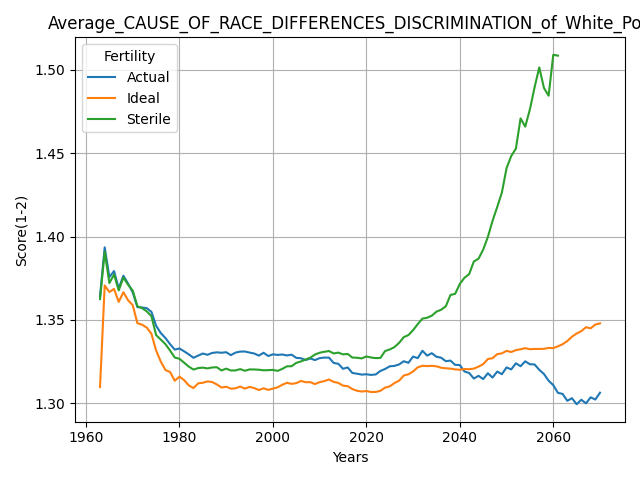 Average_CAUSE_OF_RACE_DIFFERENCES_DISCRIMINATION_of_White_Po
Fertility
Actual
Ideal
Sterile
Score(1-2)
1.50
1.45
1.40
1.35
1.30
1960 1980 2000 2020 2040 2060
Years